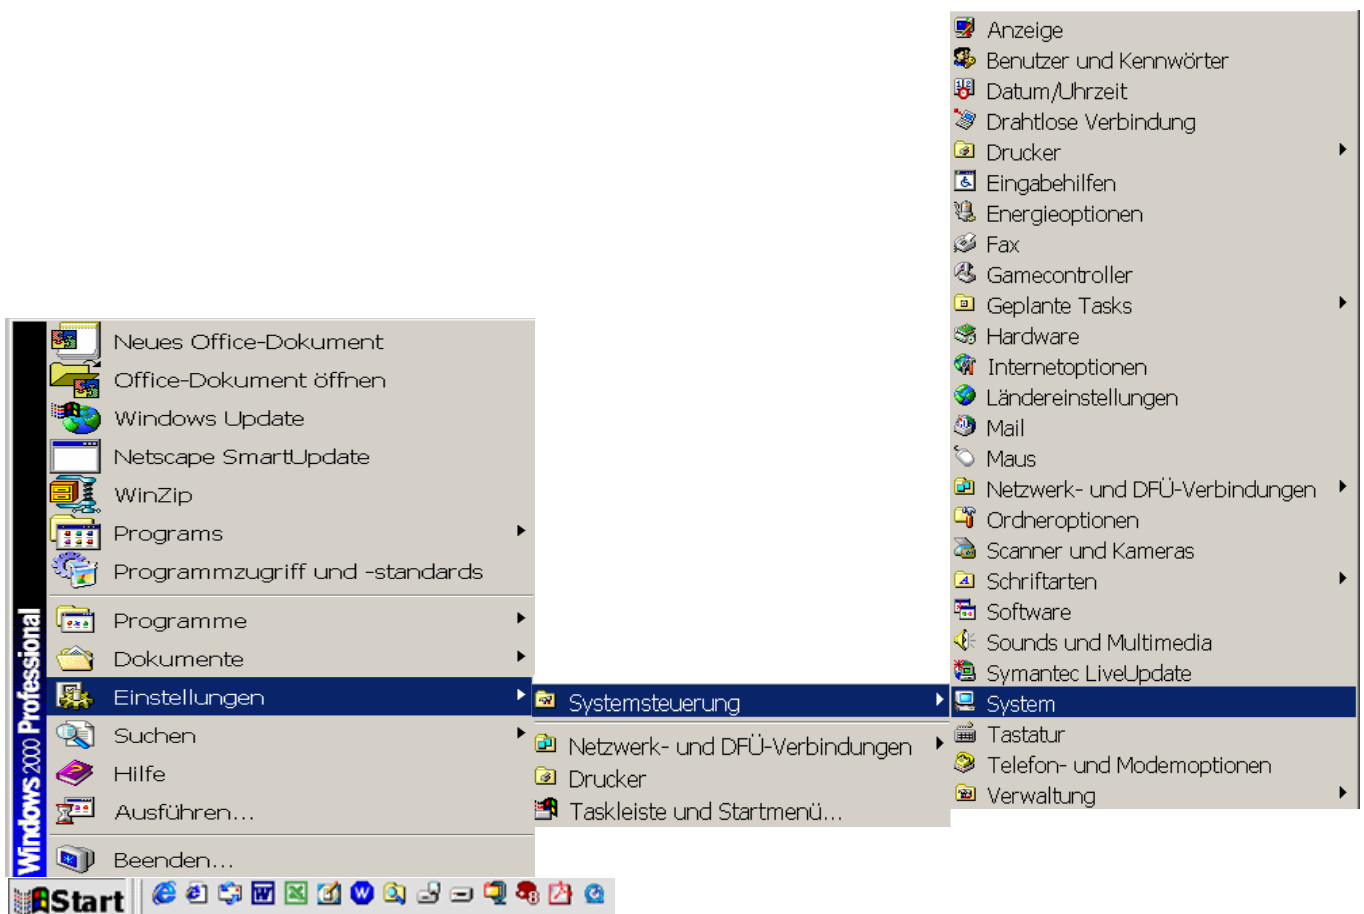 Neues Office-Dokument
Office-Dokument öffnen
Windows Update
Netscape SmartUpdate
WinZip
Programs
Programmzugriff und -standards
Programme
Dokumente
Einstellungen
Suchen
Hilfe
Ausführen...
Beenden...
Windows 2000 Professional
Start
Systemsteuerung
Netzwerk- und DFÜ-Verbindungen
Drucker
Taskleiste und Startmenü...
Anzeige
Benutzer und Kennwörter
Datum/Uhrzeit
Drahtlose Verbindung
Drucker
Eingabehilfen
Energieoptionen
Fax
Gamecontroller
Geplante Tasks
Hardware
Internetoptionen
Ländereinstellungen
Mail
Maus
Netzwerk- und DFÜ-Verbindungen
Ordneroptionen
Scanner und Kameras
Schriftarten
Software
Sounds und Multimedia
Symantec LiveUpdate
System
Tastatur
Telefon- und Modemoptionen
Verwaltung